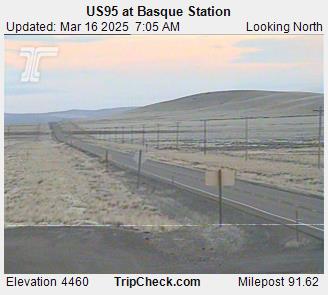 US95 at Basque Station
Updated: Mar 16 2025 7:05 AM Looking North
Elevation 4460 TripCheck.com Milepost 91.62